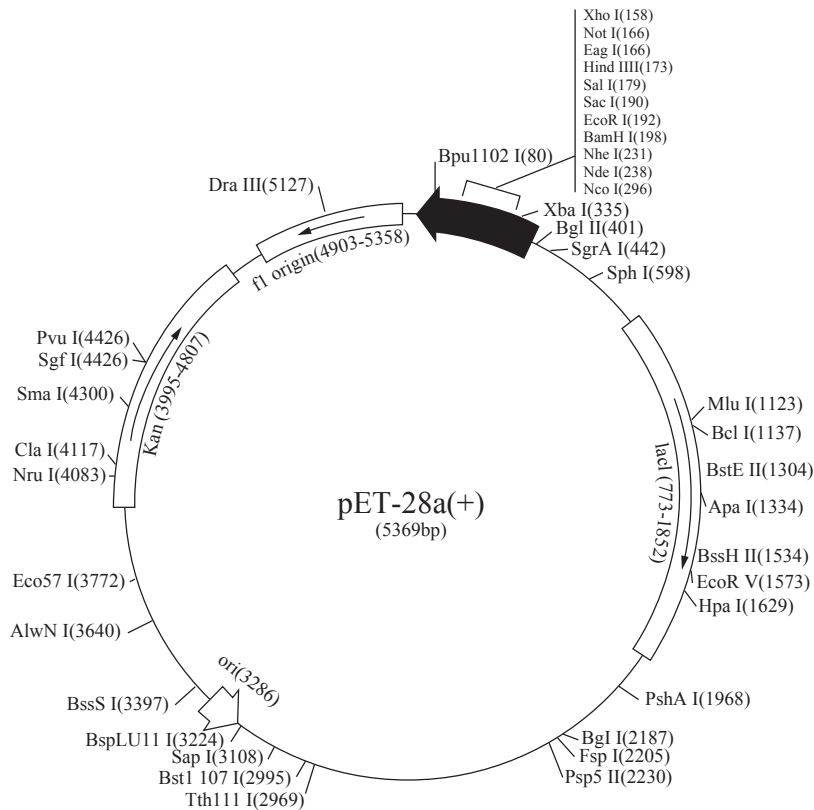 Xho I(158)
Not I(166)
Eag I(166)
Hind IIII(173)
Sal I(179)
Sac I(190)
EcoR I(192)
BamH I(198)
Nhe I(231)
Nde I(238)
Nco I(296)
Bpu1102 I(80)
Xba I(335)
Bgl II(401)
SgrA I(442)
Sph I(598)
lacl (773-1852)
Mlu I(1123)
Bcl I(1137)
BstE II(1304)
Apa I(1334)
BssH II(1534)
EcoR V(1573)
Hpa I(1629)
PshA I(1968)
BgI I(2187)
Fsp I(2205)
Psp5 II(2230)
Tth111 I(2969)
Bst1 107 I(2995)
Sap I(3108)
BspLU11 I(3224)
ori(3286)
BssS I(3397)
AlwN I(3640)
Eco57 I(3772)
Nru I(4083)
Cla I(4117)
Sma I(4300)
Sgf I(4426)
Pvu I(4426)
Kan (3995-4807)
Dra III(5127)
f1 origin(4903-5358)
pET-28a(+)
(5369bp)